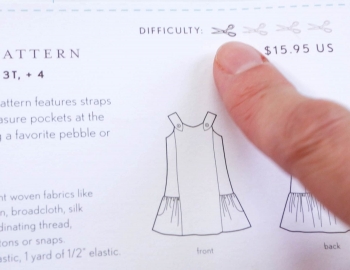 DIFFICULTY:
$15.95 US
ATTERN
3T, + 4
attern features straps
asure pockets at the
g a favorite pebble or
nt woven fabrics like
n, broadcloth, silk
dinating thread,
tons or snaps.
astic, 1 yard of 1/2" elastic.
front
back